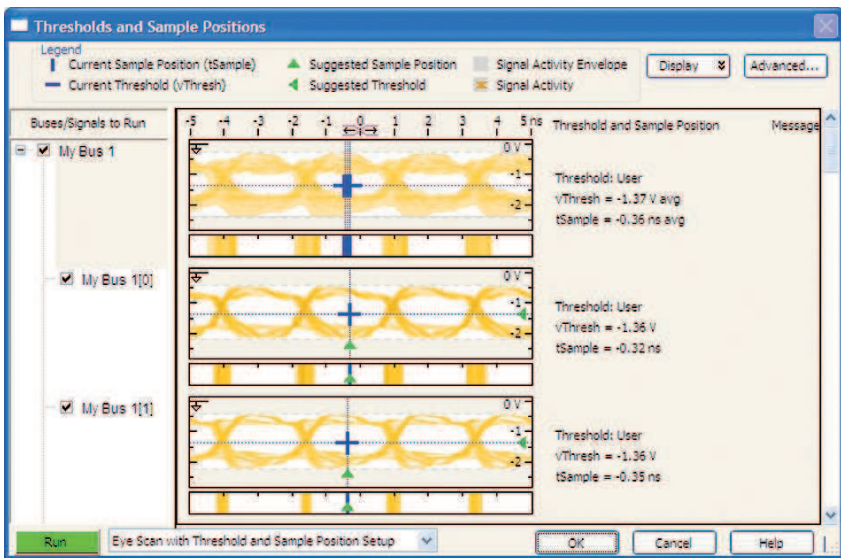 Thresholds and Sample Positions
Legend
Current Sample Position (tSample)
Suggested Sample Position
Signal Activity Envelope
Current Threshold (vThresh)
Suggested Threshold
Signal Activity
Display
Advanced...
Buses/Signals to Run
-5 -4 -3 -2 -1 0 1 2 3 4 5 ns
Threshold and Sample Position
Message
My Bus 1
0 V
-1
-2
Threshold: User
vThresh = -1.37 V avg
tSample = -0.36 ns avg
My Bus 1[0]
0 V
-1
-2
Threshold: User
vThresh = -1.36 V
tSample = -0.32 ns
My Bus 1[1]
0 V
-1
-2
Threshold: User
vThresh = -1.36 V
tSample = -0.35 ns
Run
Eye Scan with Threshold and Sample Position Setup
OK
Cancel
Help